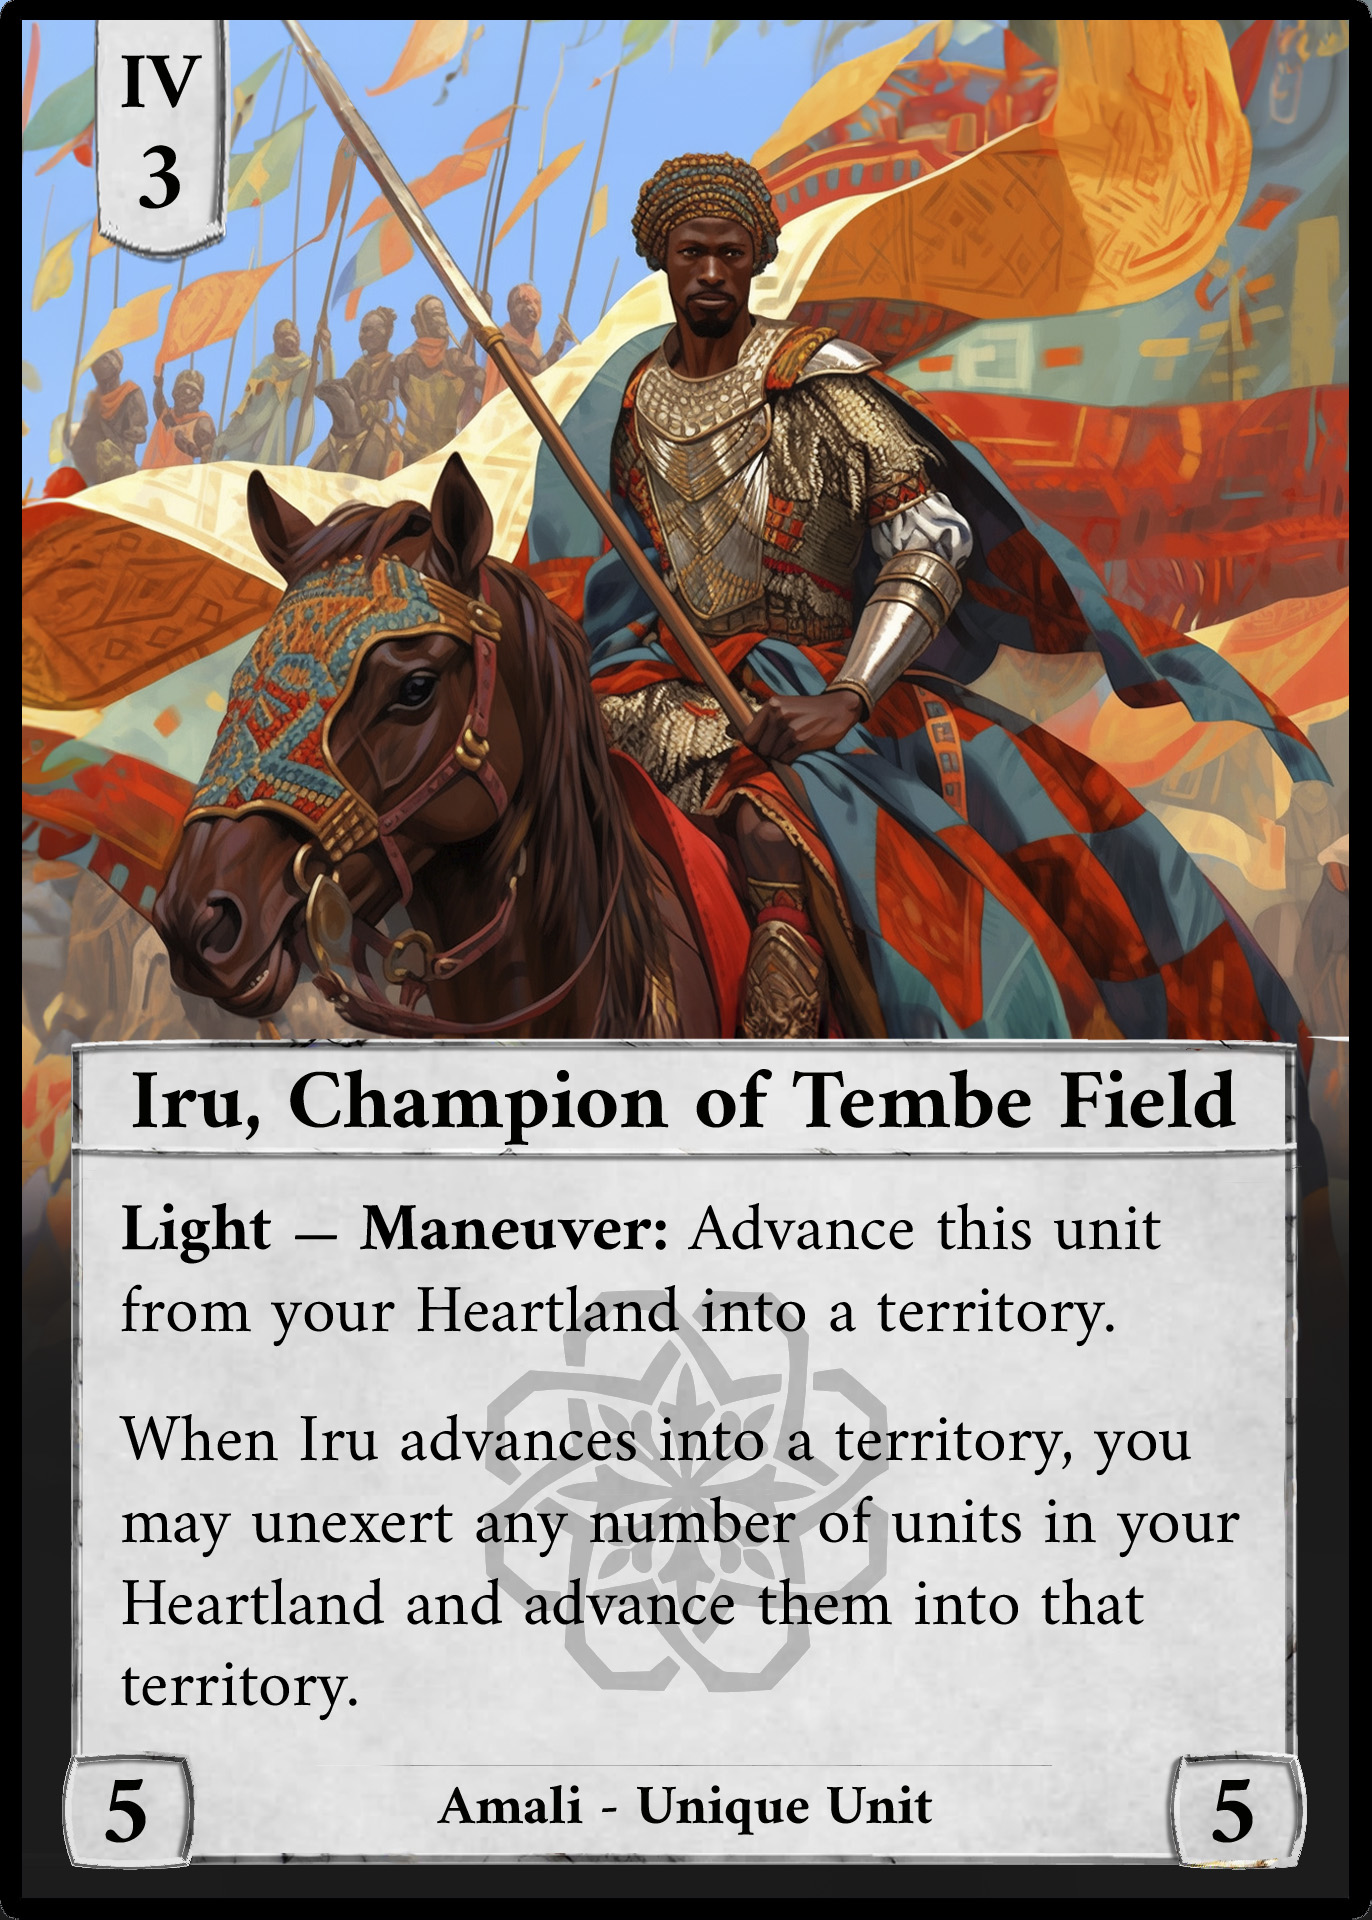 IV
3
Iru, Champion of Tembe Field
Light — Maneuver: Advance this unit
from your Heartland into a territory.
When Iru advances into a territory, you
may unexert any number of units in your
Heartland and advance them into that
territory.
5
Amali - Unique Unit
5